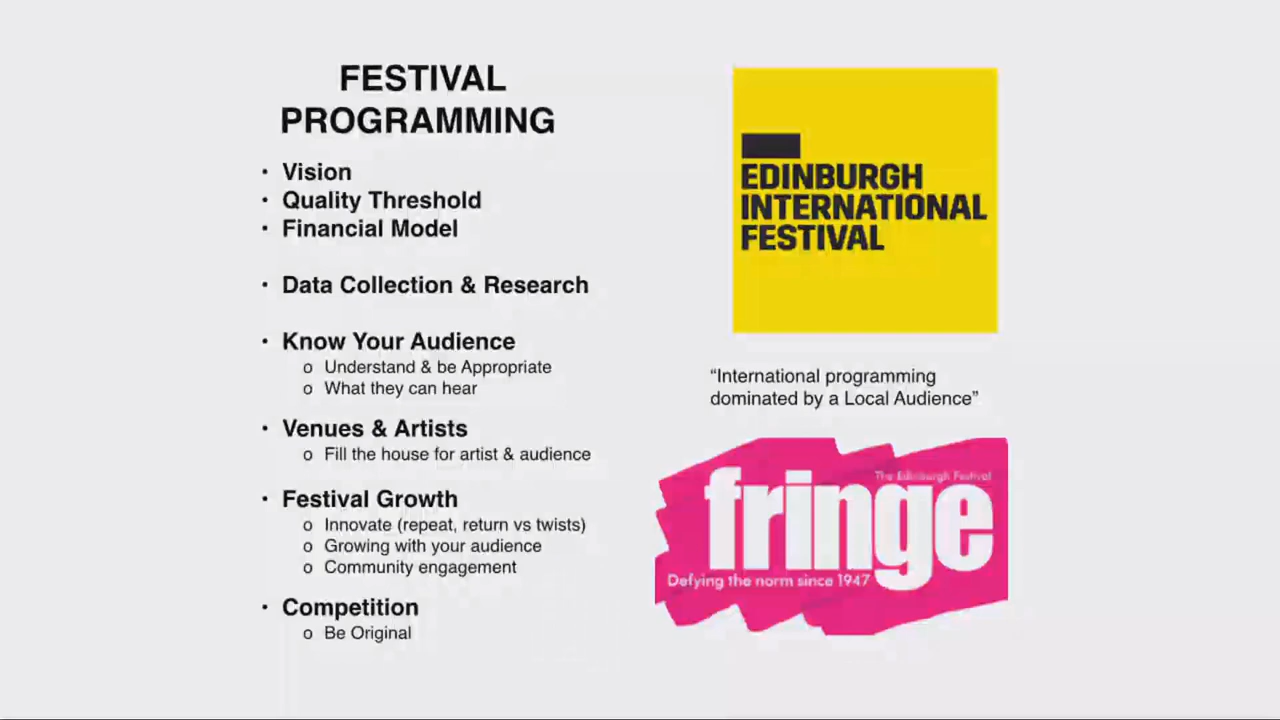 FESTIVAL
PROGRAMMING
• Vision
• Quality Threshold
• Financial Model
• Data Collection & Research
• Know Your Audience
o Understand & be Appropriate
o What they can hear
• Venues & Artists
o Fill the house for artist & audience
• Festival Growth
o Innovate (repeat, return vs twists)
o Growing with your audience
o Community engagement
• Competition
o Be Original
EDINBURGH
INTERNATIONAL
FESTIVAL
“International programming
dominated by a Local Audience”
The Edinburgh Festival
fringe
Defying the norm since 1947